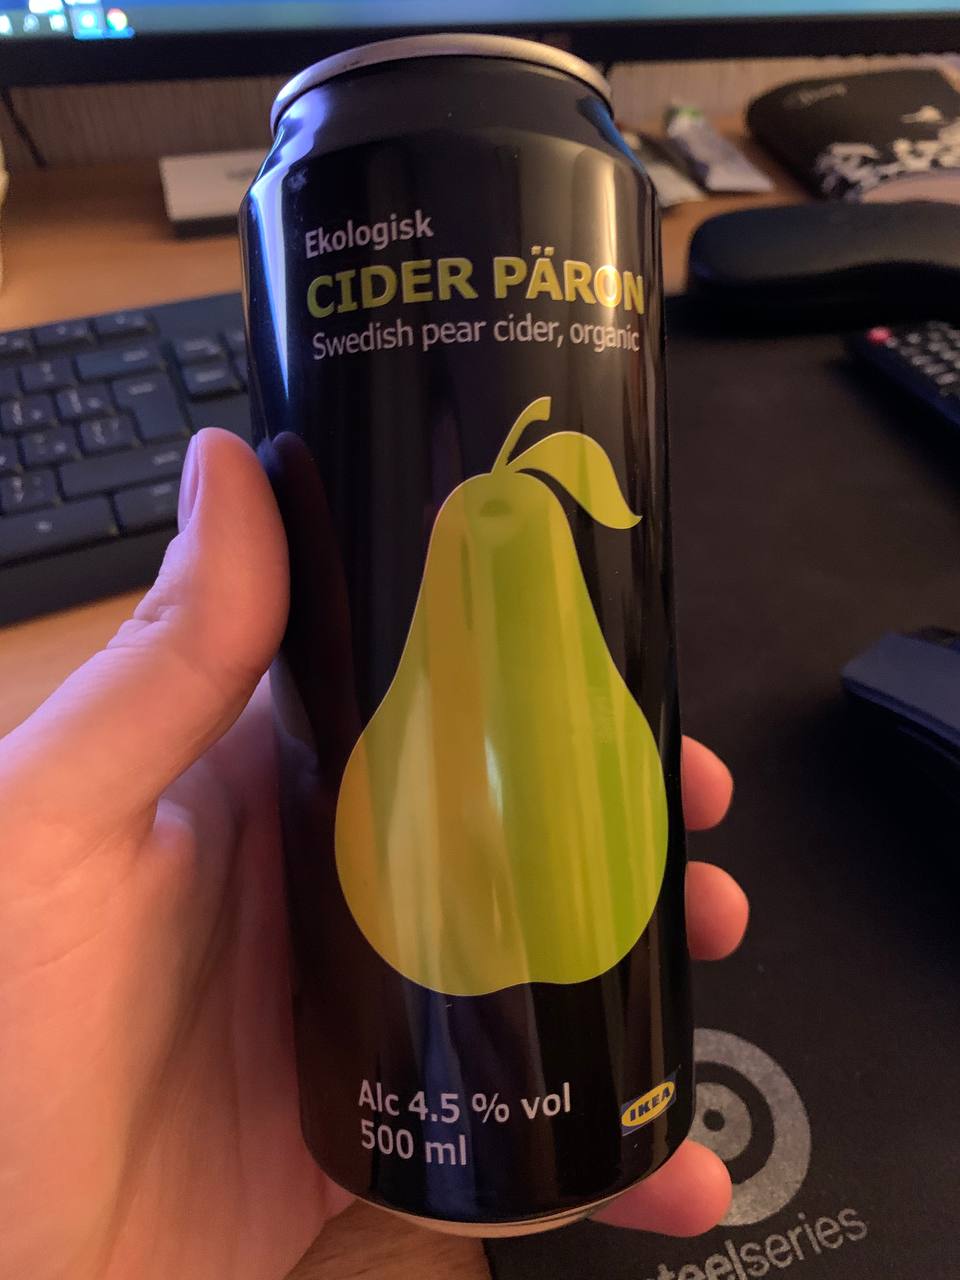 Ekologisk
CIDER PÄRON
Swedish pear cider, organic
Alc 4.5 % vol
500 ml
IKEA
steelseries